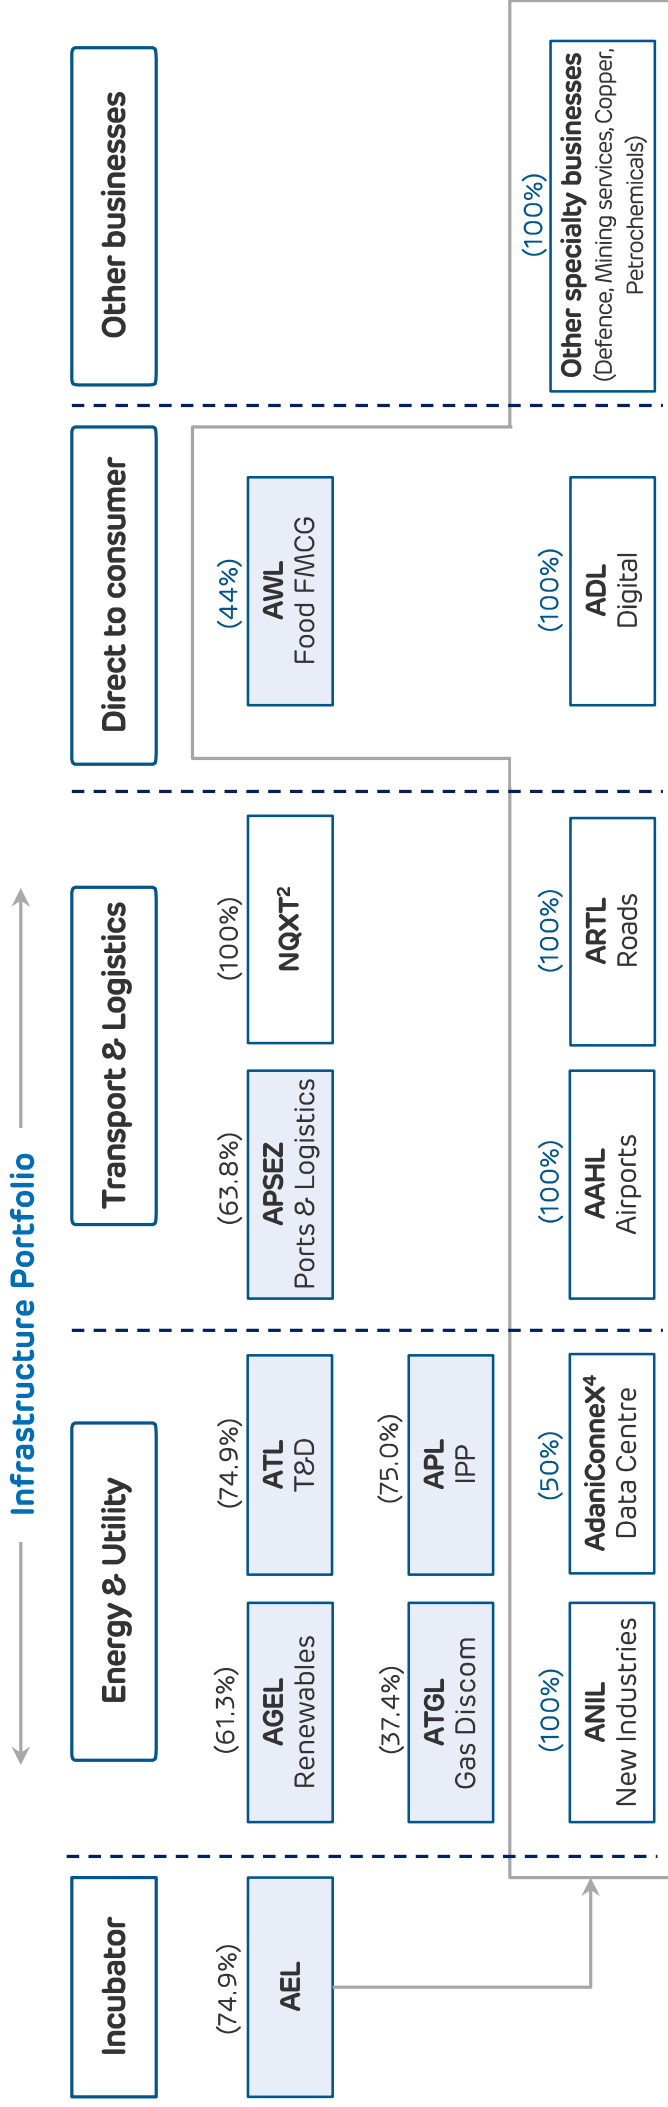 Infrastructure Portfolio
Incubator
Energy & Utility
Transport & Logistics
Direct to consumer
Other businesses
(74.9%)
AEL
(61.3%)
AGEL
Renewables
(74.9%)
ATL
T&D
(63.8%)
APSEZ
Ports & Logistics
(100%)
NQXT²
(44%)
AWL
Food FMCG
(37.4%)
ATGL
Gas Discom
(75.0%)
APL
IPP
(100%)
ANIL
New Industries
(50%)
AdaniConneX⁴
Data Centre
(100%)
AAHL
Airports
(100%)
ARTL
Roads
(100%)
ADL
Digital
(100%)
Other specialty businesses
(Defence, Mining services, Copper,
Petrochemicals)